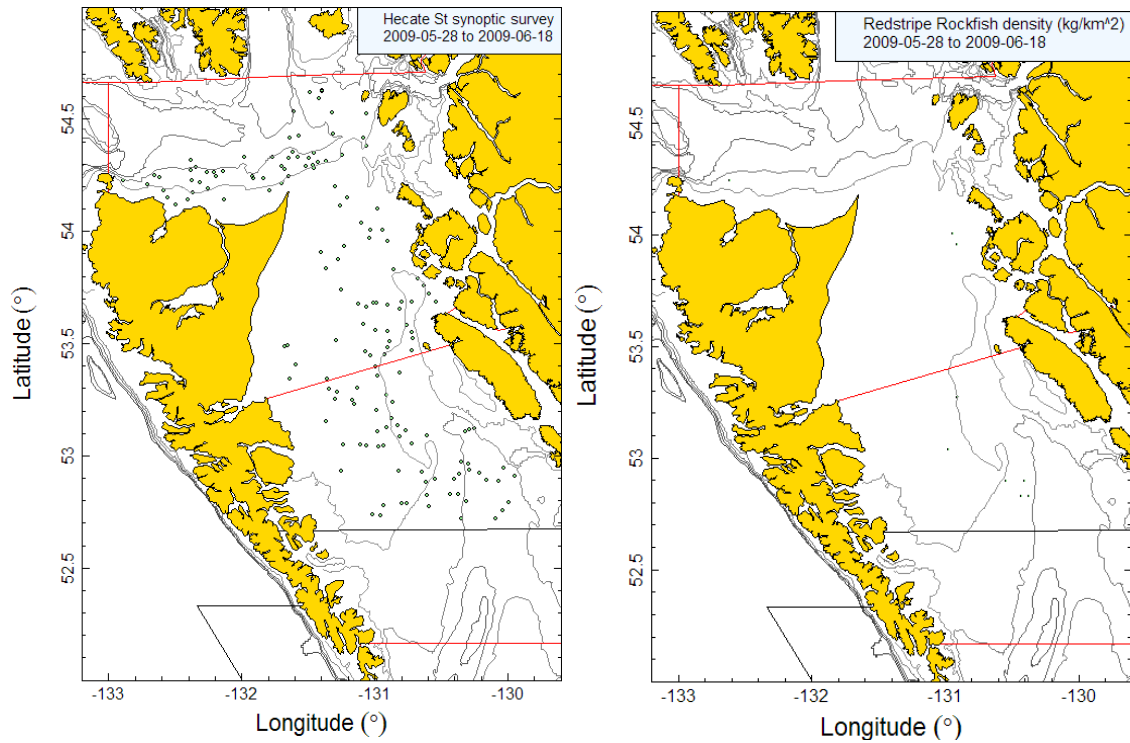 Hecate St synoptic survey
2009-05-28 to 2009-06-18
54.5
54
53.5
53
52.5
Latitude (°)
-133
-132
-131
-130
Longitude (°)
Redstripe Rockfish density (kg/km^2)
2009-05-28 to 2009-06-18
54.5
54
53.5
53
52.5
Latitude (°)
-133
-132
-131
-130
Longitude (°)